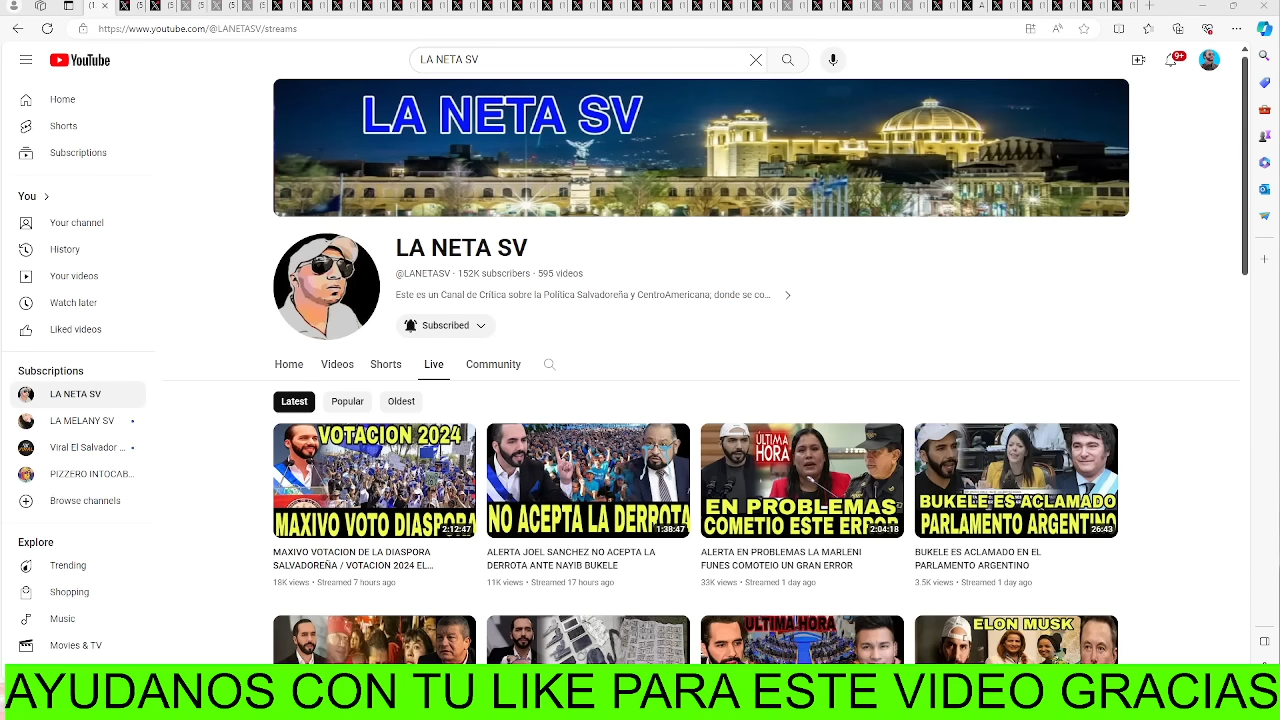 https://www.youtube.com/@LANETASV/streams
YouTube
LA NETA SV
9+
Home
Shorts
Subscriptions
You
Your channel
History
Your videos
Watch later
Liked videos
Subscriptions
LA NETA SV
LA MELANY SV
VIP El Salvador ...
PIZZERO INTOCAB...
Browse channels
Explore
Trending
Shopping
Music
Movies & TV
LA NETA SV
LA NETA SV
@LANETASV · 152K subscribers · 595 videos
Este es un Canal de Crítica sobre la Política Salvadoreña y CentroAmericana; donde se co...
Subscribed
Home Videos Shorts Live Community
Latest Popular Oldest
VOTACION 2024
MAXIVO VOTO DIASPORA
2:12:47
MAXIVO VOTACION DE LA DIASPORA
SALVADOREÑA / VOTACION 2024 EL...
18K views · Streamed 7 hours ago
NO ACEPTA LA DERROTA
1:38:47
ALERTA JOEL SANCHEZ NO ACEPTA LA
DERROTA ANTE NAYIB BUKELE
11K views · Streamed 17 hours ago
ÚLTIMA
HORA
EN PROBLEMAS
COMETIO ESTE ERROR
2:04:18
ALERTA EN PROBLEMAS LA MARLENI
FUNES COMOTEIO UN GRAN ERROR
33K views · Streamed 1 day ago
BUKELE ES ACLAMADO
PARLAMENTO ARGENTINO
26:43
BUKELE ES ACLAMADO EN EL
PARLAMENTO ARGENTINO
3.5K views · Streamed 1 day ago
ULTIMA HORA
ELON MUSK
AYUDANOS CON TU LIKE PARA ESTE VIDEO GRACIAS